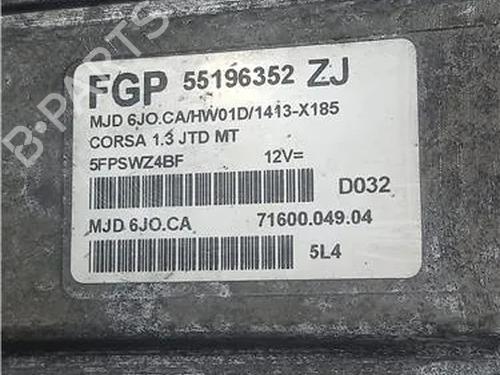 B-PARTS
FGP 55196352 ZJ
MJD 6JO.CA/HW01D/1413-X185
CORSA 1.3 JTD MT
5FPSWZ4BF 12V=
D032
MJD 6JO.CA 71600.049.04
5L4